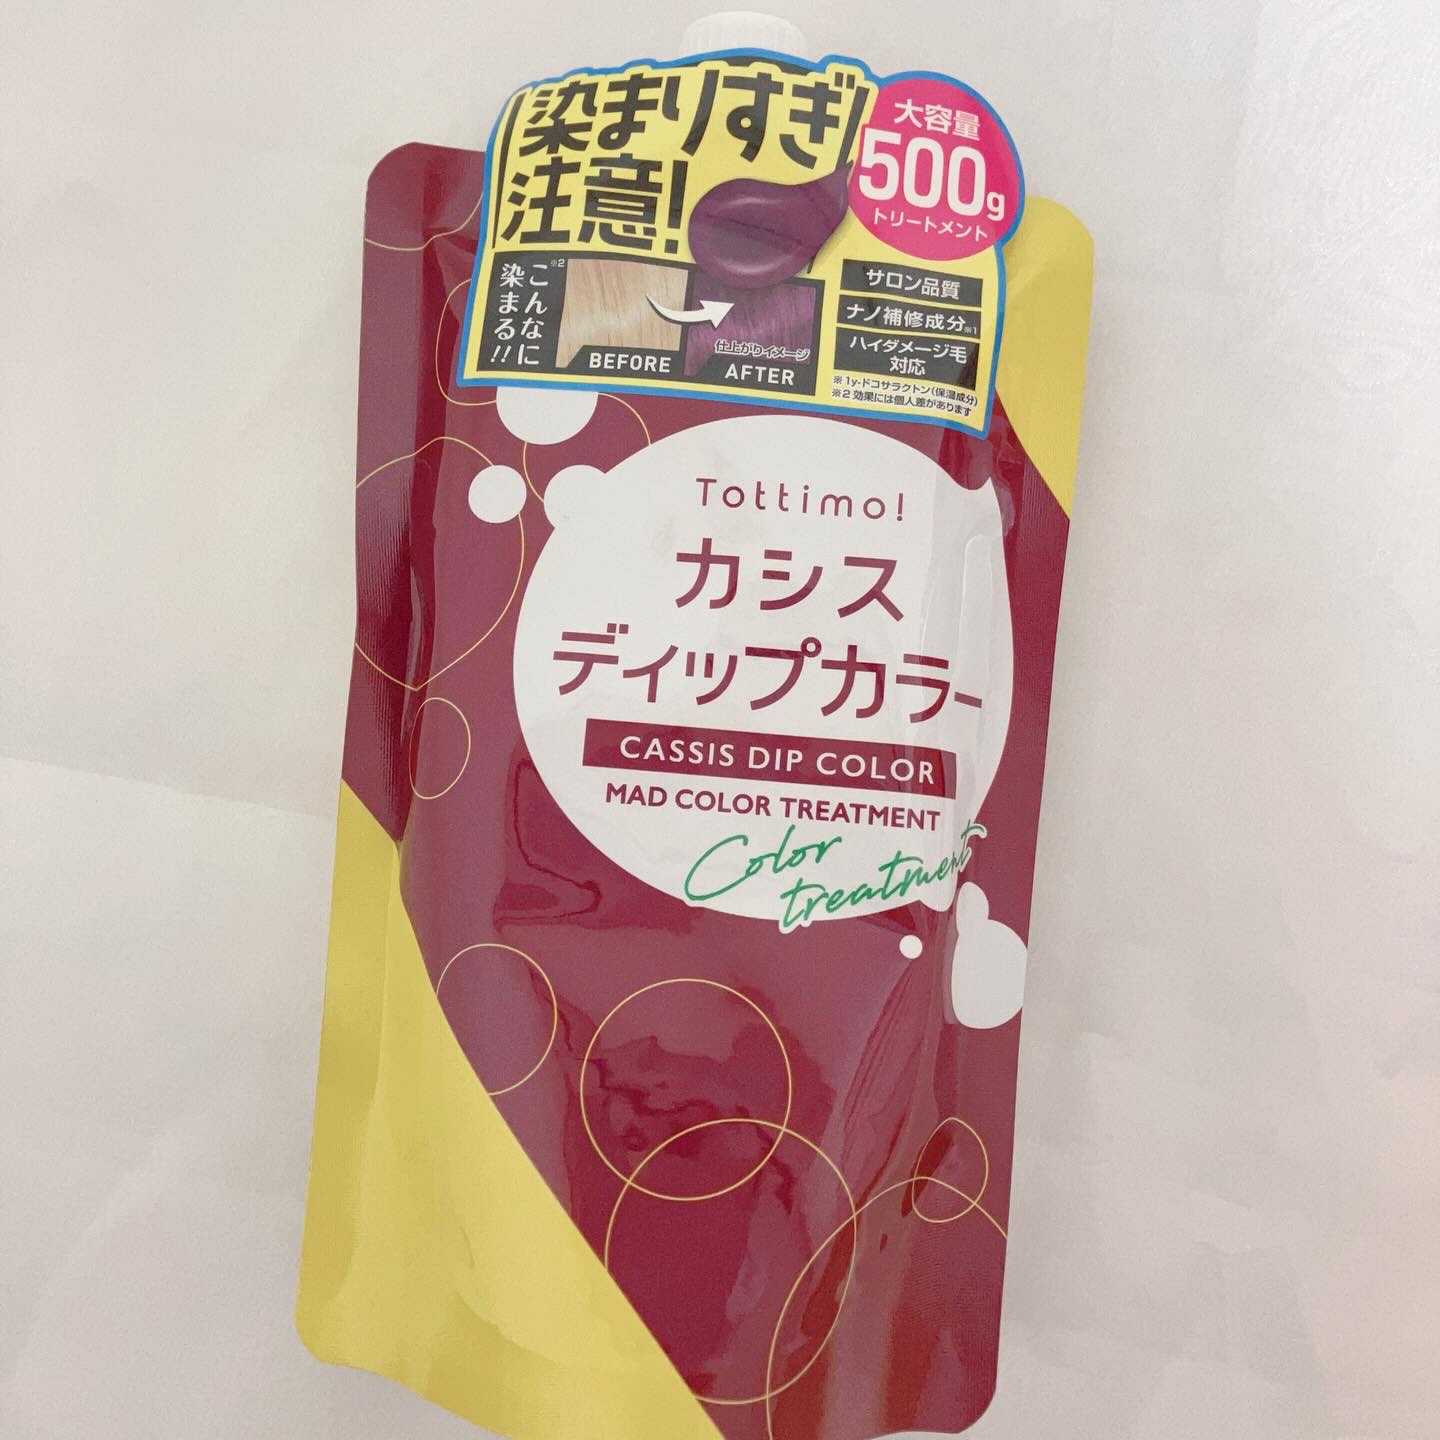 染まりすぎ
注意!
大容量
500g
トリートメント
こんなに※2
染まる!!
BEFORE
仕上がりイメージ
AFTER
サロン品質
ナノ補修成分※1
ハイダメージ毛
対応
※1γ-ドコサラクトン(保湿成分)
※2 効果には個人差があります
Tottimo!
カシス
ディップカラー
CASSIS DIP COLOR
MAD COLOR TREATMENT
Color
treatment